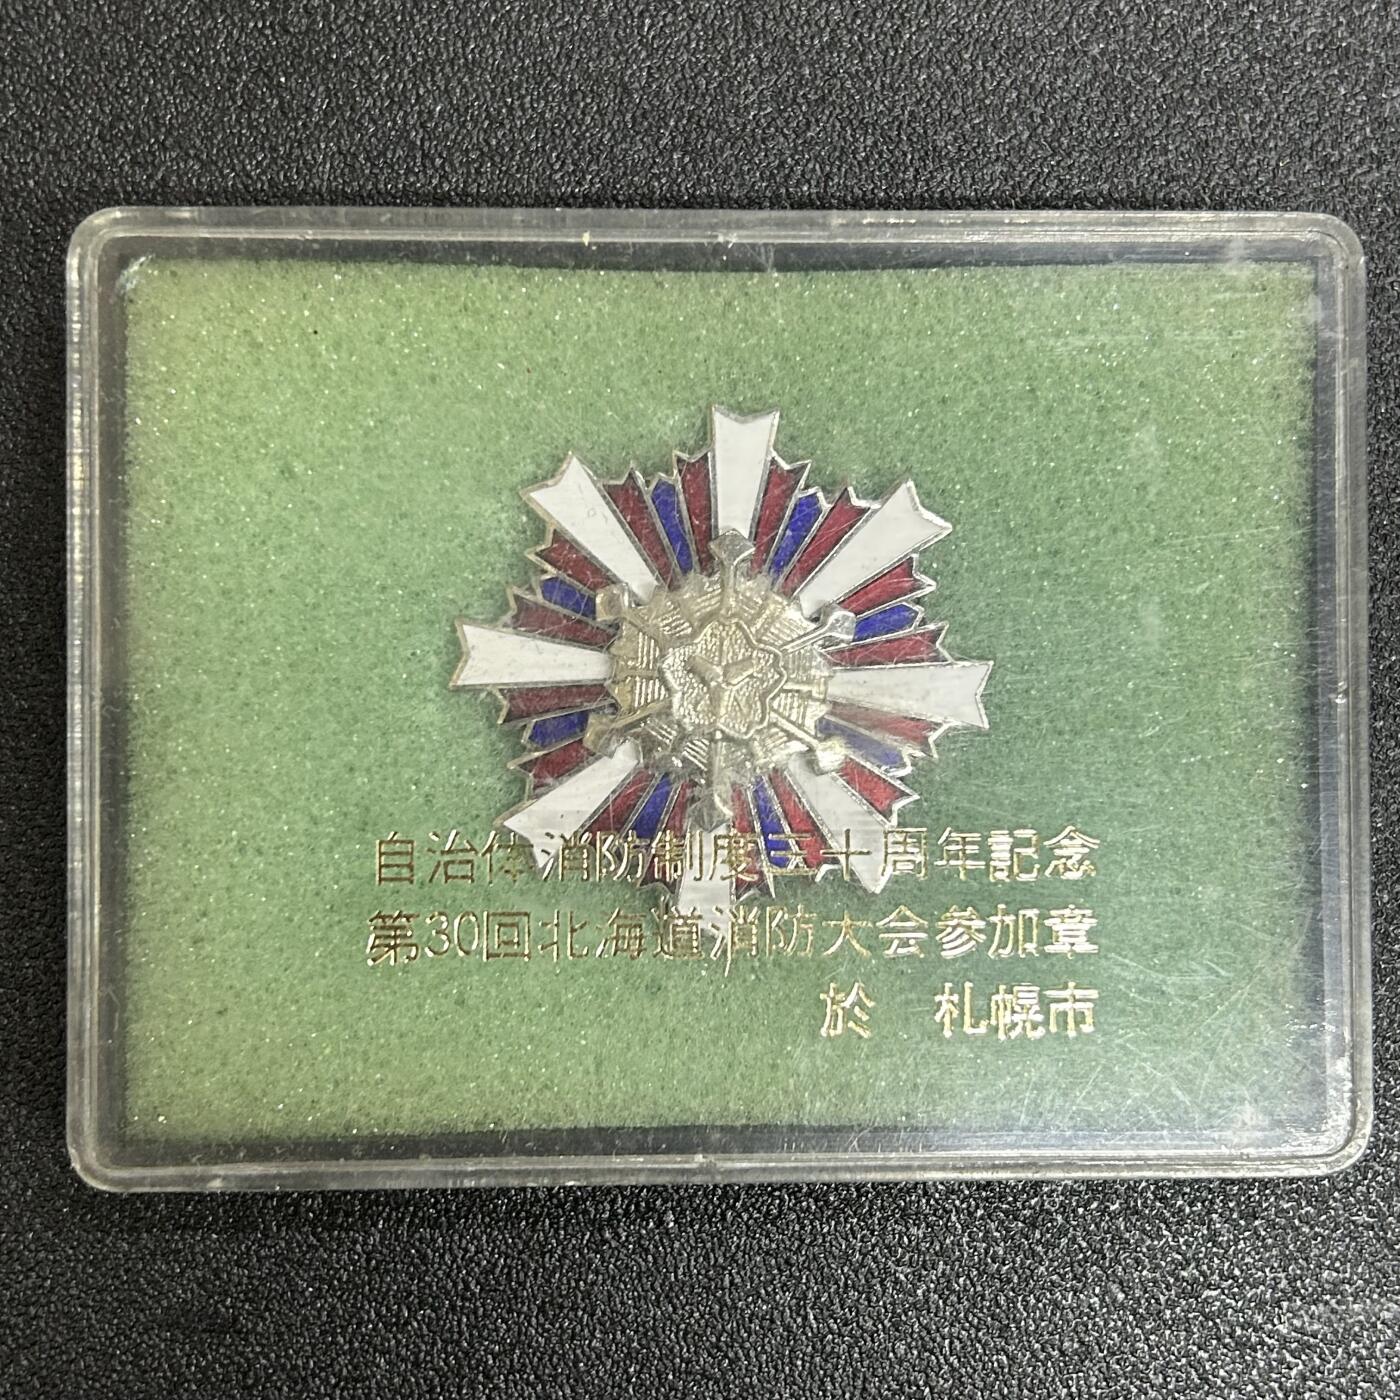 自治体消防制度三十周年記念
第30回北海道消防大会参加章
於　札幌市